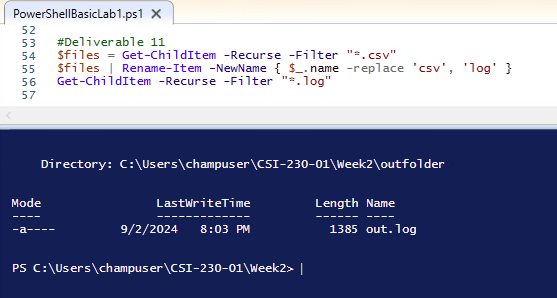 PowerShellBasicLab1.ps1 X
52
53 #Deliverable 11
54 $files = Get-ChildItem -Recurse -Filter "*.csv"
55 $files | Rename-Item -NewName { $_.name -replace 'csv', 'log' }
56 Get-ChildItem -Recurse -Filter "*.log"
57
Directory: C:\Users\champuser\CSI-230-01\Week2\outfolder
Mode LastWriteTime Length Name
---- ------------- ------ ----
-a---- 9/2/2024 8:03 PM 1385 out.log
PS C:\Users\champuser\CSI-230-01\Week2>